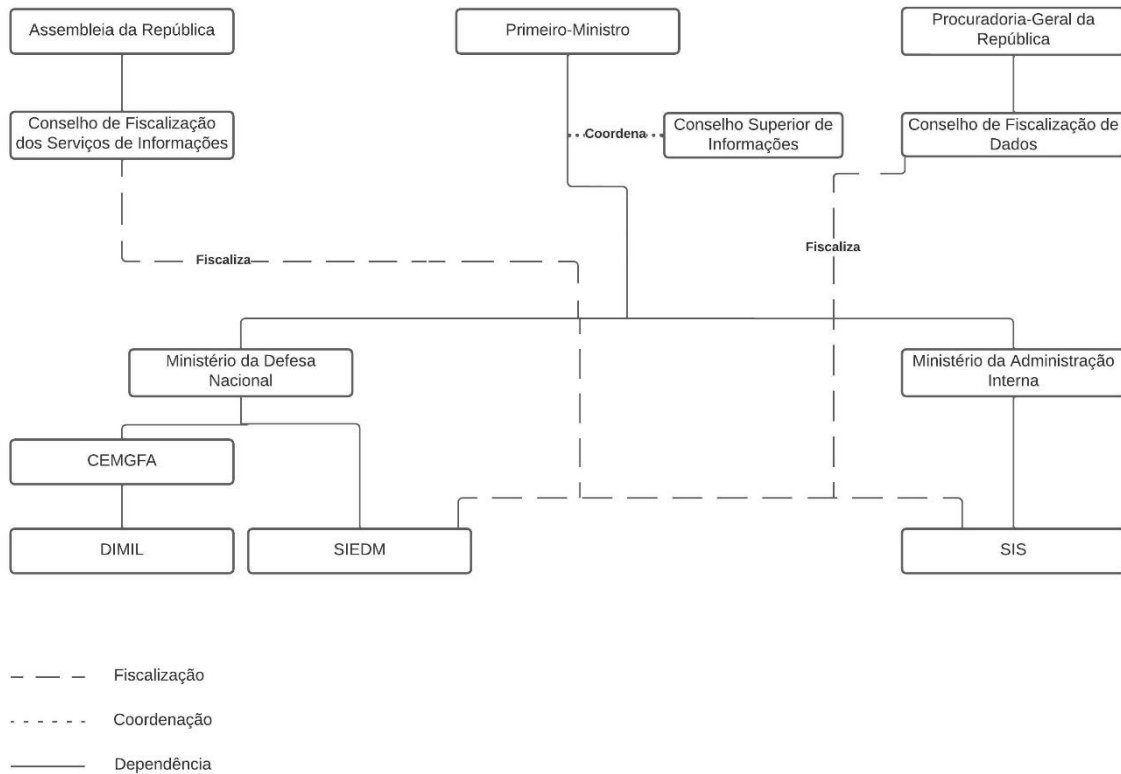 Assembleia da República
Primeiro-Ministro
Procuradoria-Geral da
República
Conselho de Fiscalização
dos Serviços de Informações
Coordena
Conselho Superior de
Informações
Conselho de Fiscalização de
Dados
Fiscaliza
Fiscaliza
Ministério da Defesa
Nacional
Ministério da Administração
Interna
CEMGFA
DIMIL
SIEDM
SIS
Fiscalização
Coordenação
Dependência